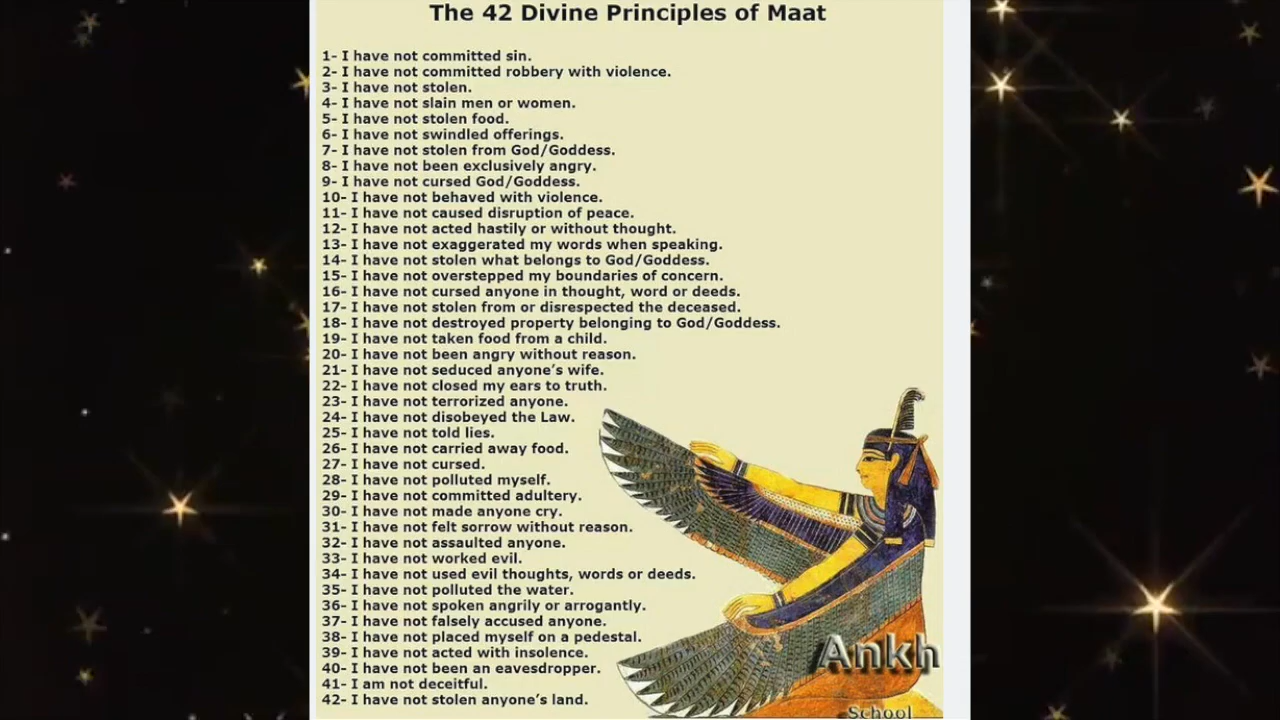 The 42 Divine Principles of Maat
1- I have not committed sin.
2- I have not committed robbery with violence.
3- I have not stolen.
4- I have not slain men or women.
5- I have not stolen food.
6- I have not swindled offerings.
7- I have not stolen from God/Goddess.
8- I have not been exclusively angry.
9- I have not cursed God/Goddess.
10- I have not behaved with violence.
11- I have not caused disruption of peace.
12- I have not acted hastily or without thought.
13- I have not exaggerated my words when speaking.
14- I have not stolen what belongs to God/Goddess.
15- I have not overstepped my boundaries of concern.
16- I have not cursed anyone in thought, word or deeds.
17- I have not stolen from or disrespected the deceased.
18- I have not destroyed property belonging to God/Goddess.
19- I have not taken food from a child.
20- I have not been angry without reason.
21- I have not seduced anyone’s wife.
22- I have not closed my ears to truth.
23- I have not terrorized anyone.
24- I have not disobeyed the Law.
25- I have not told lies.
26- I have not carried away food.
27- I have not cursed.
28- I have not polluted myself.
29- I have not committed adultery.
30- I have not made anyone cry.
31- I have not felt sorrow without reason.
32- I have not assaulted anyone.
33- I have not worked evil.
34- I have not used evil thoughts, words or deeds.
35- I have not polluted the water.
36- I have not spoken angrily or arrogantly.
37- I have not falsely accused anyone.
38- I have not placed myself on a pedestal.
39- I have not acted with insolence.
40- I have not been an eavesdropper.
41- I am not deceitful.
42- I have not stolen anyone’s land.
Ankh
School